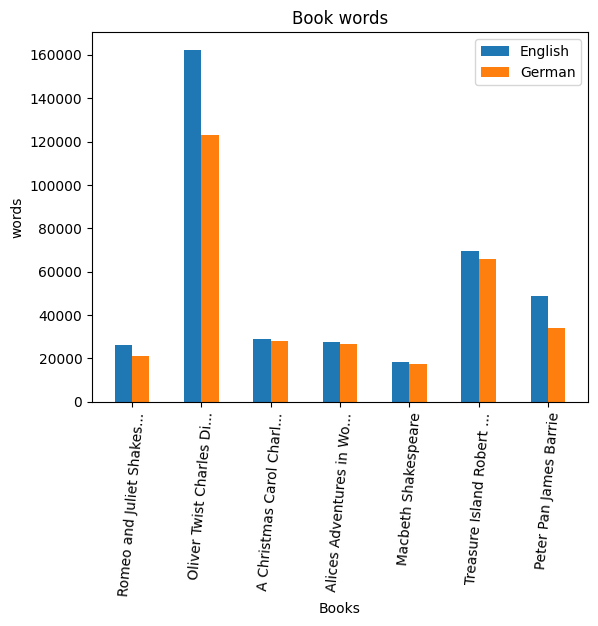 Book words
English
German
words
160000
140000
120000
100000
80000
60000
40000
20000
0
Romeo and Juliet Shakes...
Oliver Twist Charles Di...
A Christmas Carol Charl...
Alices Adventures in Wo...
Macbeth Shakespeare
Treasure Island Robert ...
Peter Pan James Barrie
Books